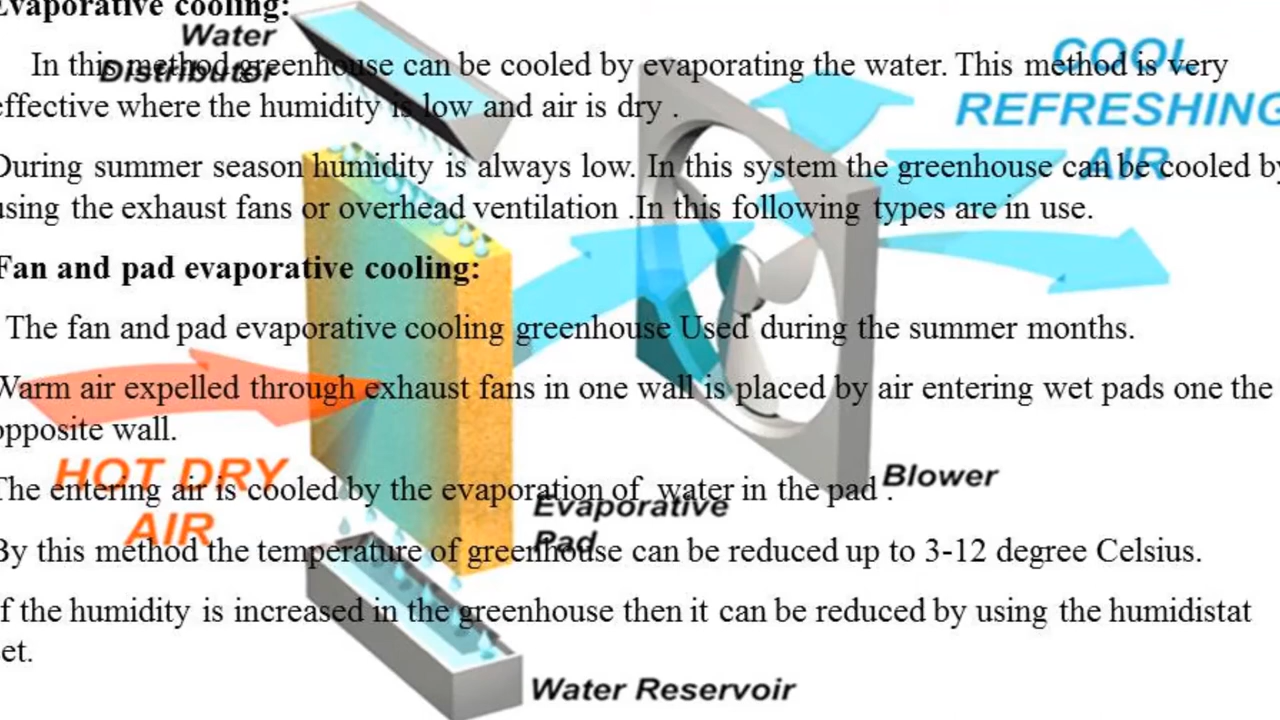 Evaporative cooling:
Water
Distributor
In this method greenhouse can be cooled by evaporating the water. This method is very
effective where the humidity is low and air is dry .
COOL
REFRESHING
AIR
During summer season humidity is always low. In this system the greenhouse can be cooled by
using the exhaust fans or overhead ventilation .In this following types are in use.
Fan and pad evaporative cooling:
The fan and pad evaporative cooling greenhouse Used during the summer months.
Warm air expelled through exhaust fans in one wall is placed by air entering wet pads one the
opposite wall.
HOT DRY
AIR
The entering air is cooled by the evaporation of water in the pad .
Blower
Evaporative
Pad
By this method the temperature of greenhouse can be reduced up to 3-12 degree Celsius.
f the humidity is increased in the greenhouse then it can be reduced by using the humidistat
et.
Water Reservoir